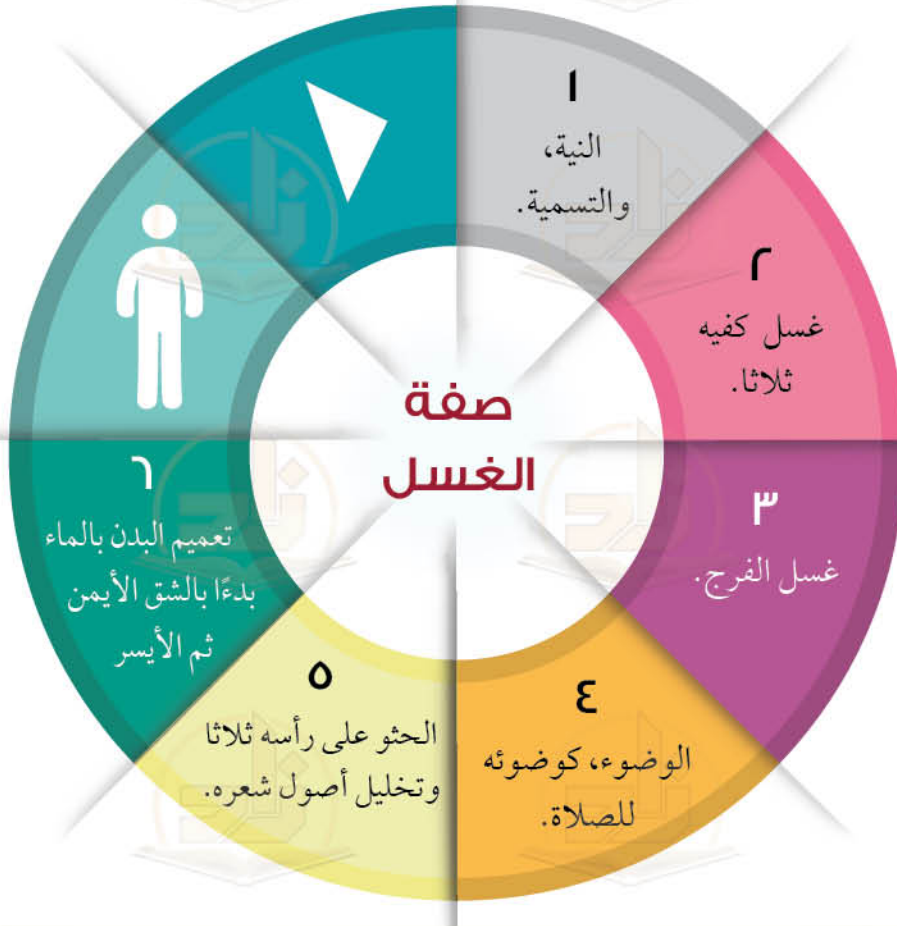 صفة
الغسل
١
النية،
والتسمية.
٢
غسل كفيه
ثلاثا.
٣
غسل الفرج.
٤
الوضوء، كوضوئه
للصلاة.
٥
الحثو على رأسه ثلاثا
وتخليل أصول شعره.
٦
تعميم البدن بالماء
بدءًا بالشق الأيمن
ثم الأيسر
زاد